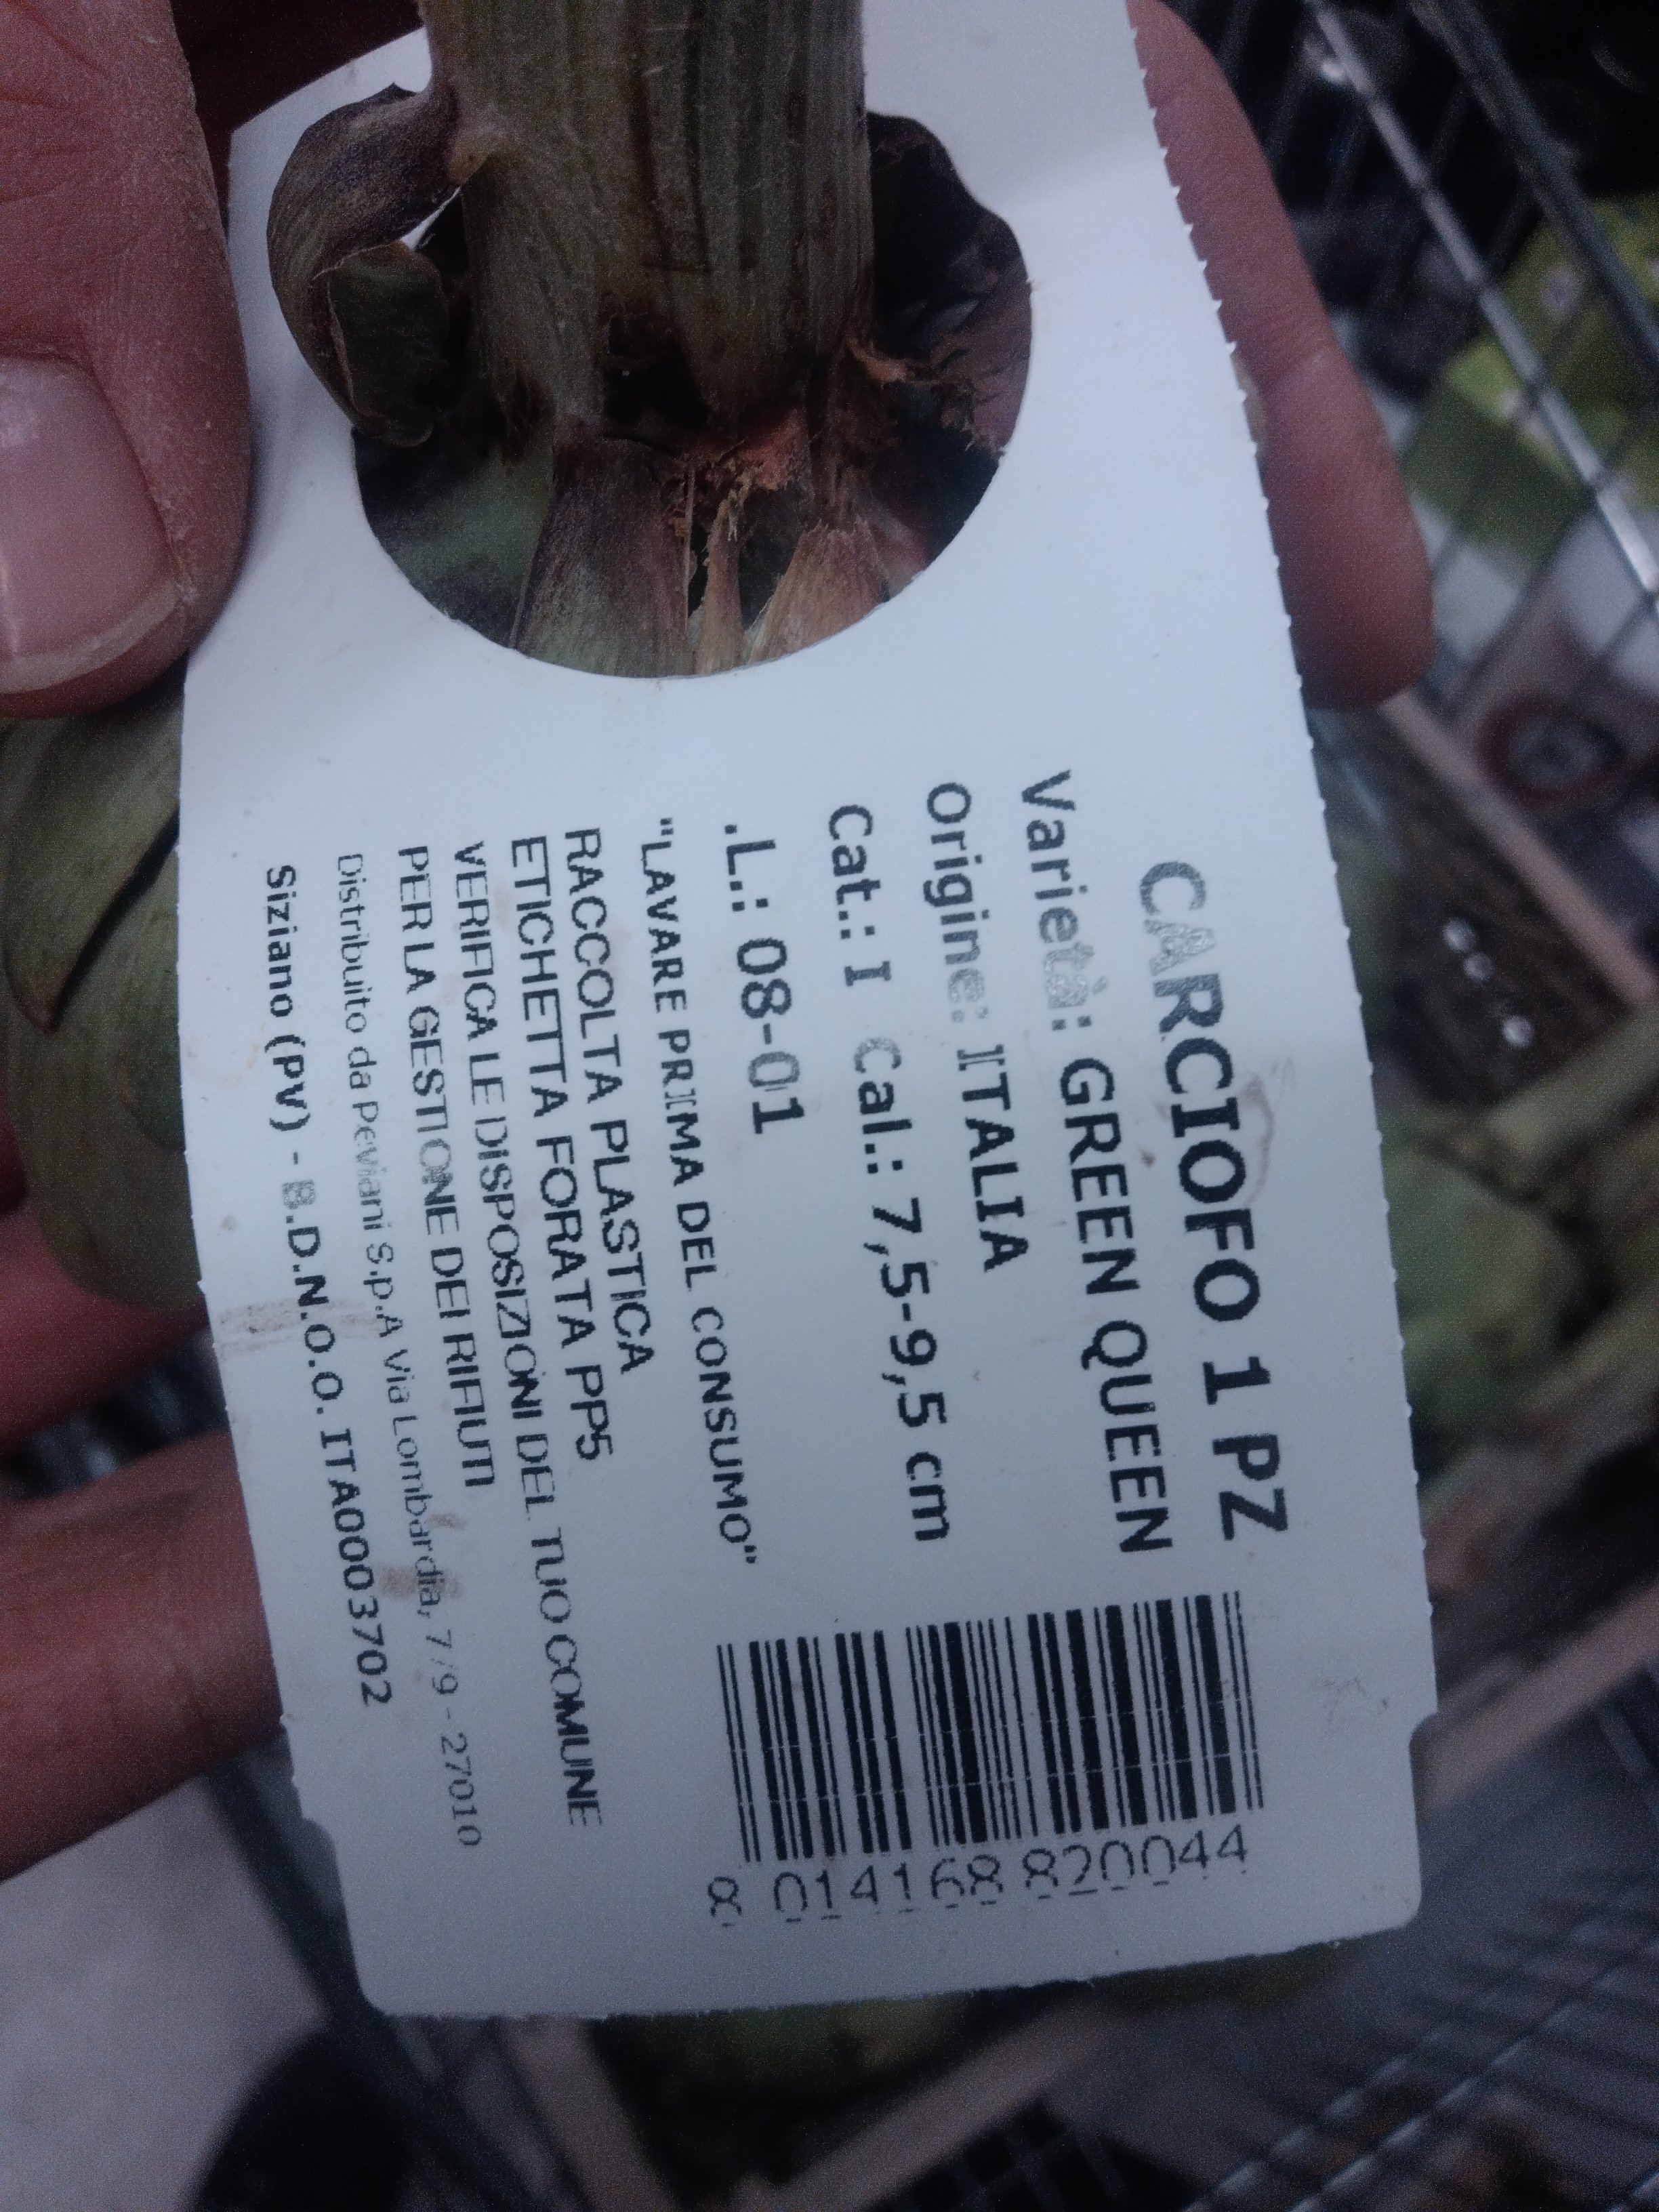 CARCIOFO 1 PZ
Varietà: GREEN QUEEN
Origine: ITALIA
Cat.: I Cal.: 7,5-9,5 cm
.L.: 08-01
"LAVARE PRIMA DEL CONSUMO"
RACCOLTA PLASTICA
ETICHETTA FORATA PP5
VERIFICA LE DISPOSIZIONI DEL TUO COMUNE
PER LA GESTIONE DEI RIFIUTI
Distribuito da Peviani S.p.A Via Lombardia, 7/9 - 27010
Siziano (PV) - B.D.N.O.O. ITA0003702
8 014168 820044